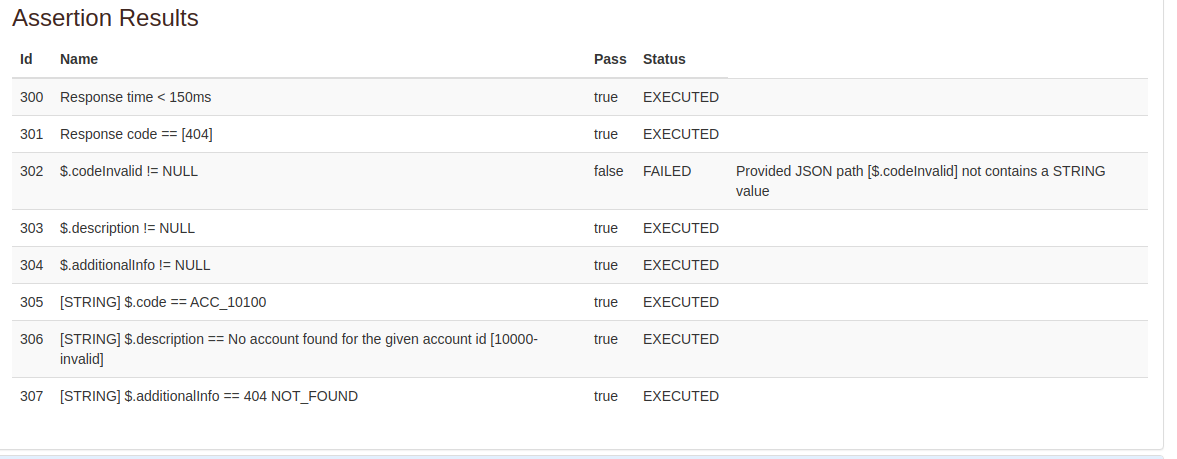 Assertion Results
Id Name Pass Status
300 Response time < 150ms true EXECUTED
301 Response code == [404] true EXECUTED
302 $.codeInvalid != NULL false FAILED Provided JSON path [$.codeInvalid] not contains a STRING
value
303 $.description != NULL true EXECUTED
304 $.additionalInfo != NULL true EXECUTED
305 [STRING] $.code == ACC_10100 true EXECUTED
306 [STRING] $.description == No account found for the given account id [10000- true EXECUTED
invalid]
307 [STRING] $.additionalInfo == 404 NOT_FOUND true EXECUTED